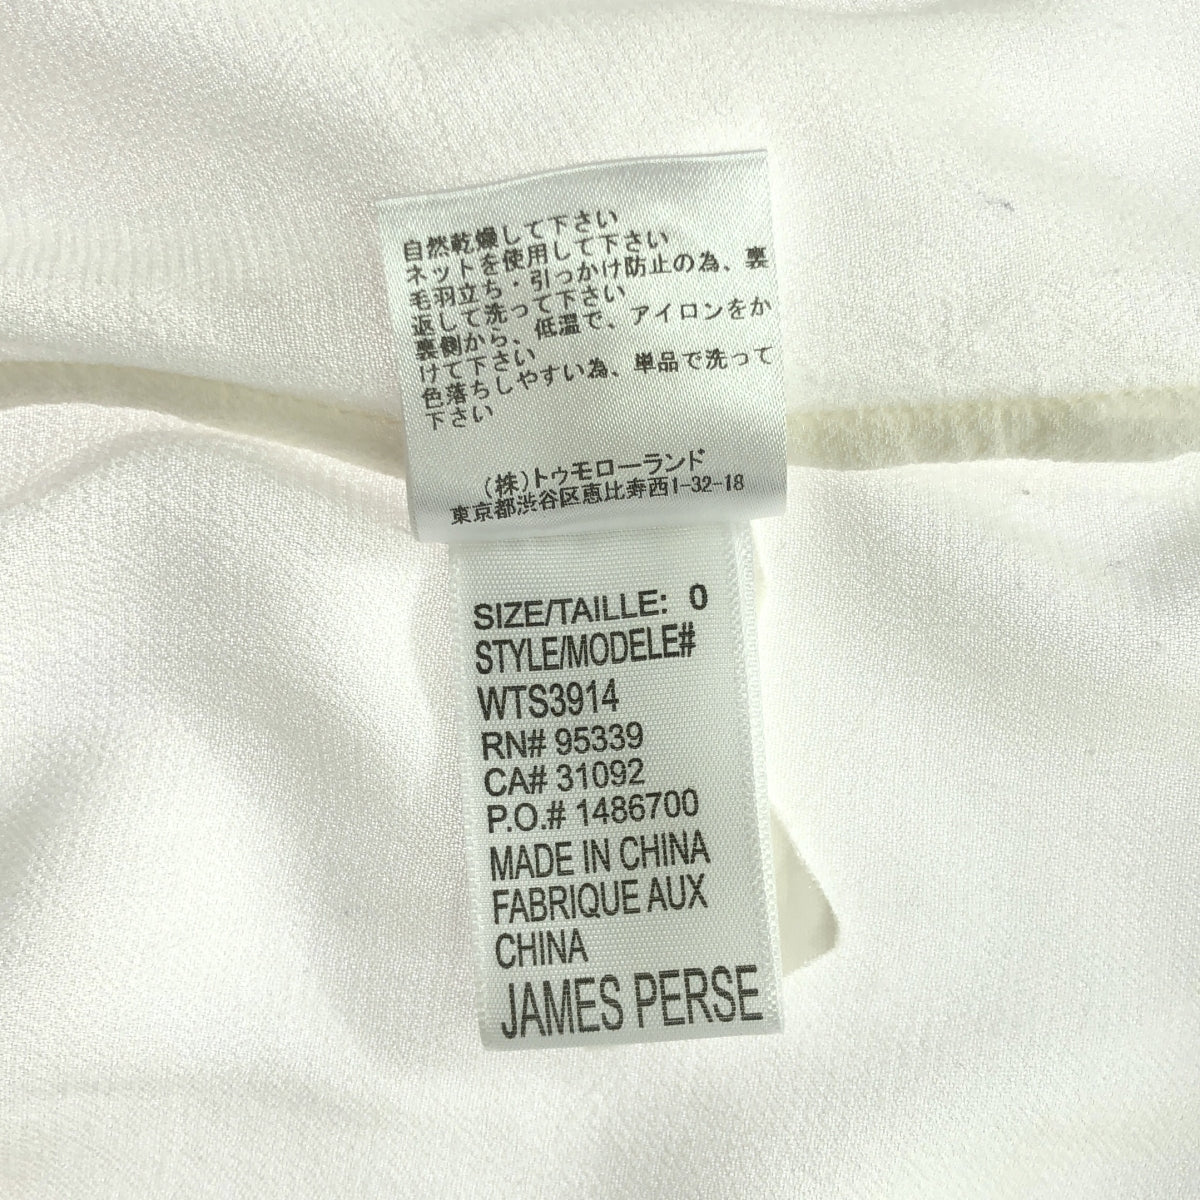 自然乾燥して下さい
ネットを使用して下さい
毛羽立ち・引っかけ防止の為、裏
返して洗って下さい
裏側から、低温で、アイロンをか
けて下さい
色落ちしやすい為、単品で洗って
下さい
(株)トゥモローランド
東京都渋谷区恵比寿西1-32-18
SIZE/TAILLE: 0
STYLE/MODELE#
WTS3914
RN# 95339
CA# 31092
P.O.# 1486700
MADE IN CHINA
FABRIQUE AUX
CHINA
JAMES PERSE